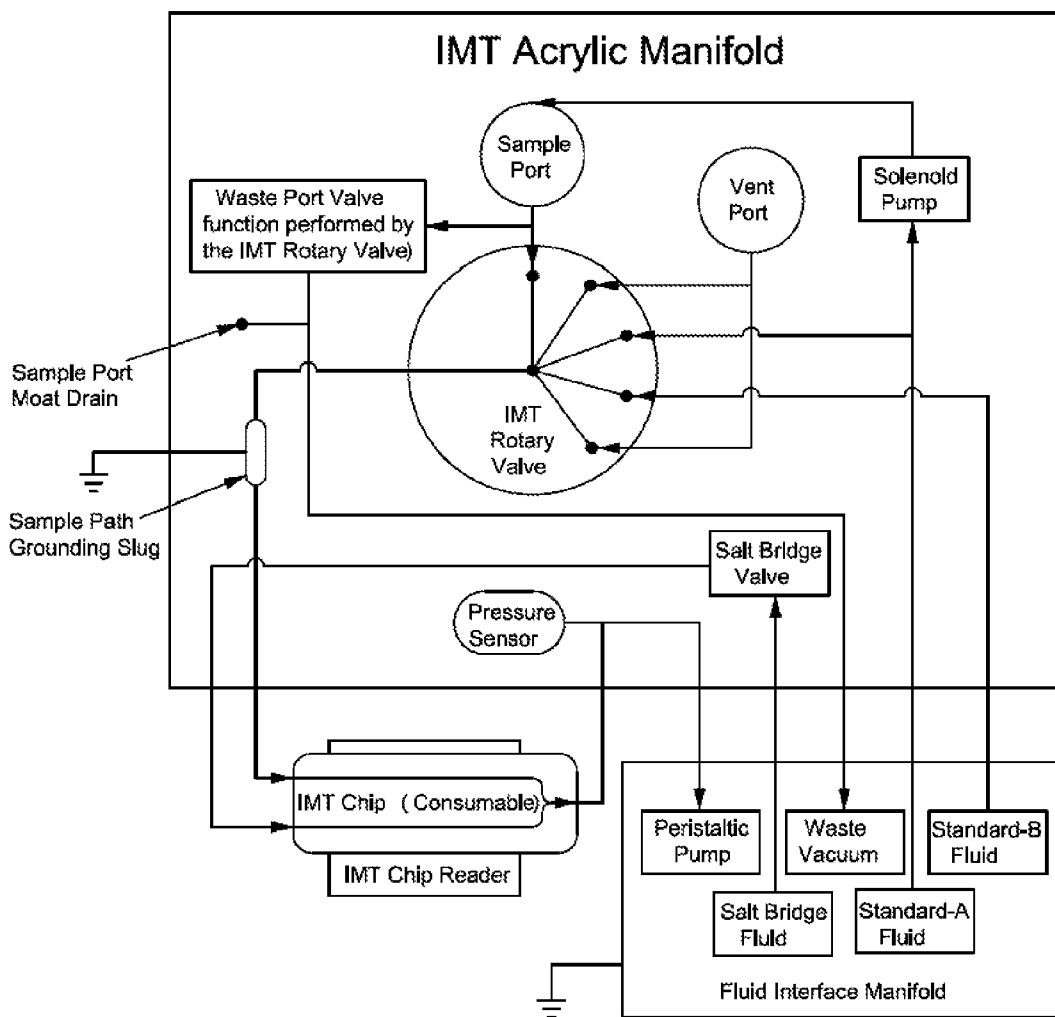 IMT Acrylic Manifold
Sample
Port
Vent
Port
Solenoid
Pump
Waste Port Valve
function performed by
the IMT Rotary Valve)
Sample Port
Moat Drain
IMT
Rotary
Valve
Sample Path
Grounding Slug
Salt Bridge
Valve
Pressure
Sensor
IMT Chip ( Consumable)
IMT Chip Reader
Peristaltic
Pump
Waste
Vacuum
Standard-B
Fluid
Salt Bridge
Fluid
Standard-A
Fluid
Fluid Interface Manifold